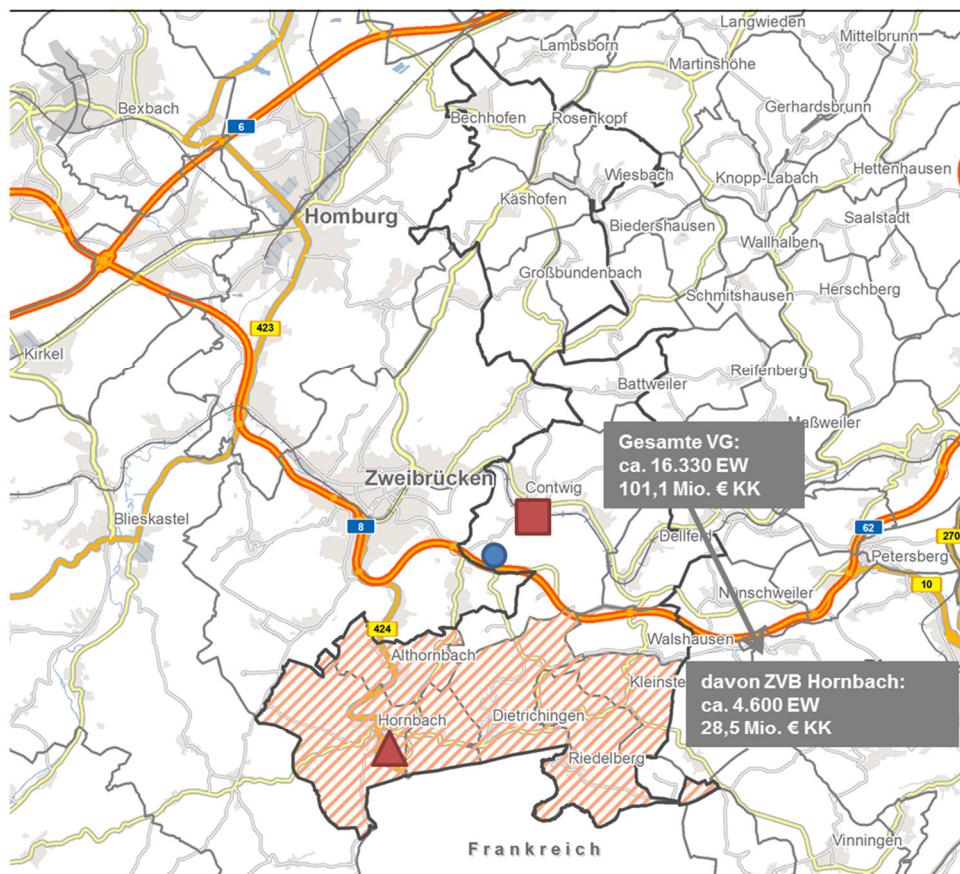 Langwieden
Lambsborn
Mittelbrunn
Martinshöhe
Bexbach
Gerhardsbrunn
Bechhofen
Rosenkopf
6
Hettenhausen
Wiesbach
Knopp-Labach
Käshofen
Homburg
Saalstadt
Biedershausen
Wallhalben
Großbundenbach
Schmitshausen
Herschberg
423
Kirkel
Reifenberg
Battweiler
Maßweiler
Gesamte VG:
ca. 16.330 EW
101,1 Mio. € KK
Zweibrücken
Contwig
Blieskastel
8
62
Dellfeld
270
Petersberg
10
Nünschweiler
424
Walshausen
Althornbach
Kleinste
davon ZVB Hornbach:
ca. 4.600 EW
28,5 Mio. € KK
Hornbach
Dietrichingen
Riedelberg
Vinningen
Frankreich